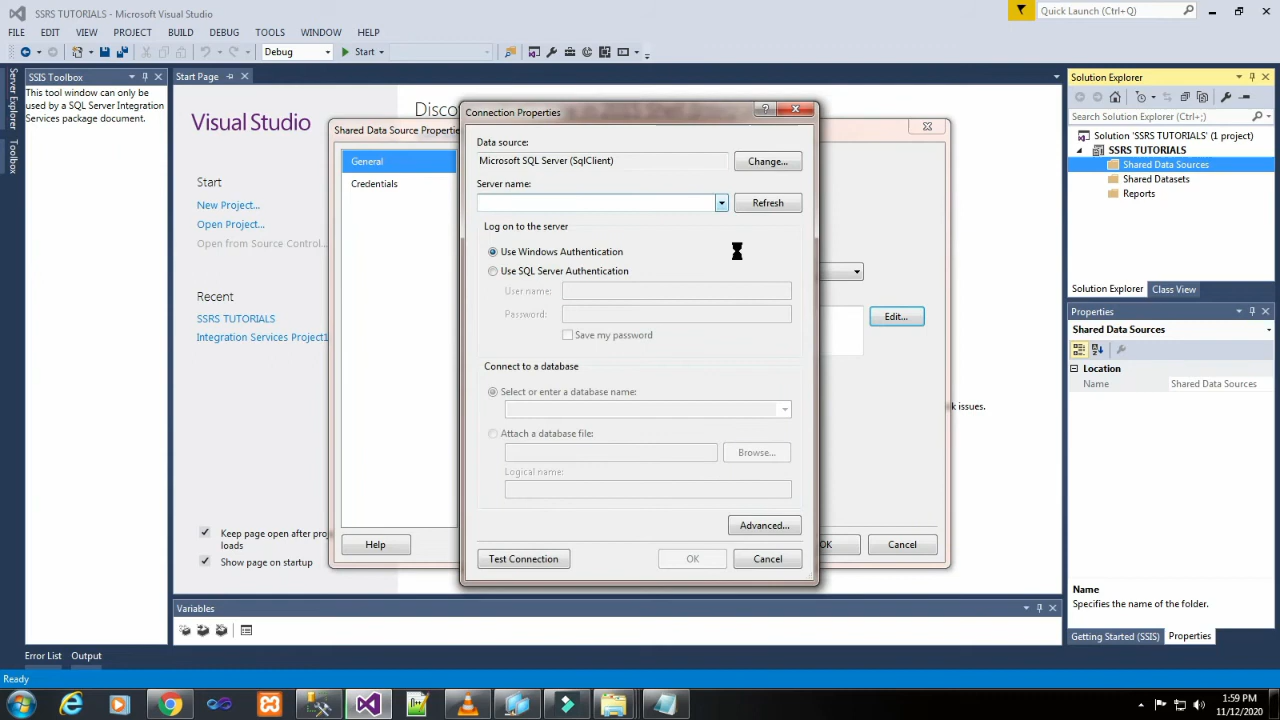 SSRS TUTORIALS - Microsoft Visual Studio
Quick Launch (Ctrl+Q)
FILE EDIT VIEW PROJECT BUILD DEBUG TOOLS WINDOW HELP
Debug
Start
Server Explorer
Toolbox
SSIS Toolbox
This tool window can only be
used by a SQL Server Integration
Services package document.
Start Page
Visual Studio
Disco
Start
New Project...
Open Project...
Open from Source Control...
Recent
SSRS TUTORIALS
Integration Services Project1
Keep page open after pro
loads
Show page on startup
k issues.
Shared Data Source Properties
General
Credentials
Edit...
Help
OK
Cancel
Connection Properties
Data source:
Microsoft SQL Server (SqlClient)
Change...
Server name:
Refresh
Log on to the server
Use Windows Authentication
Use SQL Server Authentication
User name:
Password:
Save my password
Connect to a database
Select or enter a database name:
Attach a database file:
Browse...
Logical name:
Advanced...
Test Connection
OK
Cancel
Solution Explorer
Search Solution Explorer (Ctrl+;)
Solution 'SSRS TUTORIALS' (1 project)
SSRS TUTORIALS
Shared Data Sources
Shared Datasets
Reports
Solution Explorer
Class View
Properties
Shared Data Sources
Location
Name
Shared Data Sources
Name
Specifies the name of the folder.
Getting Started (SSIS)
Properties
Variables
Error List
Output
Ready
1:59 PM
11/12/2020